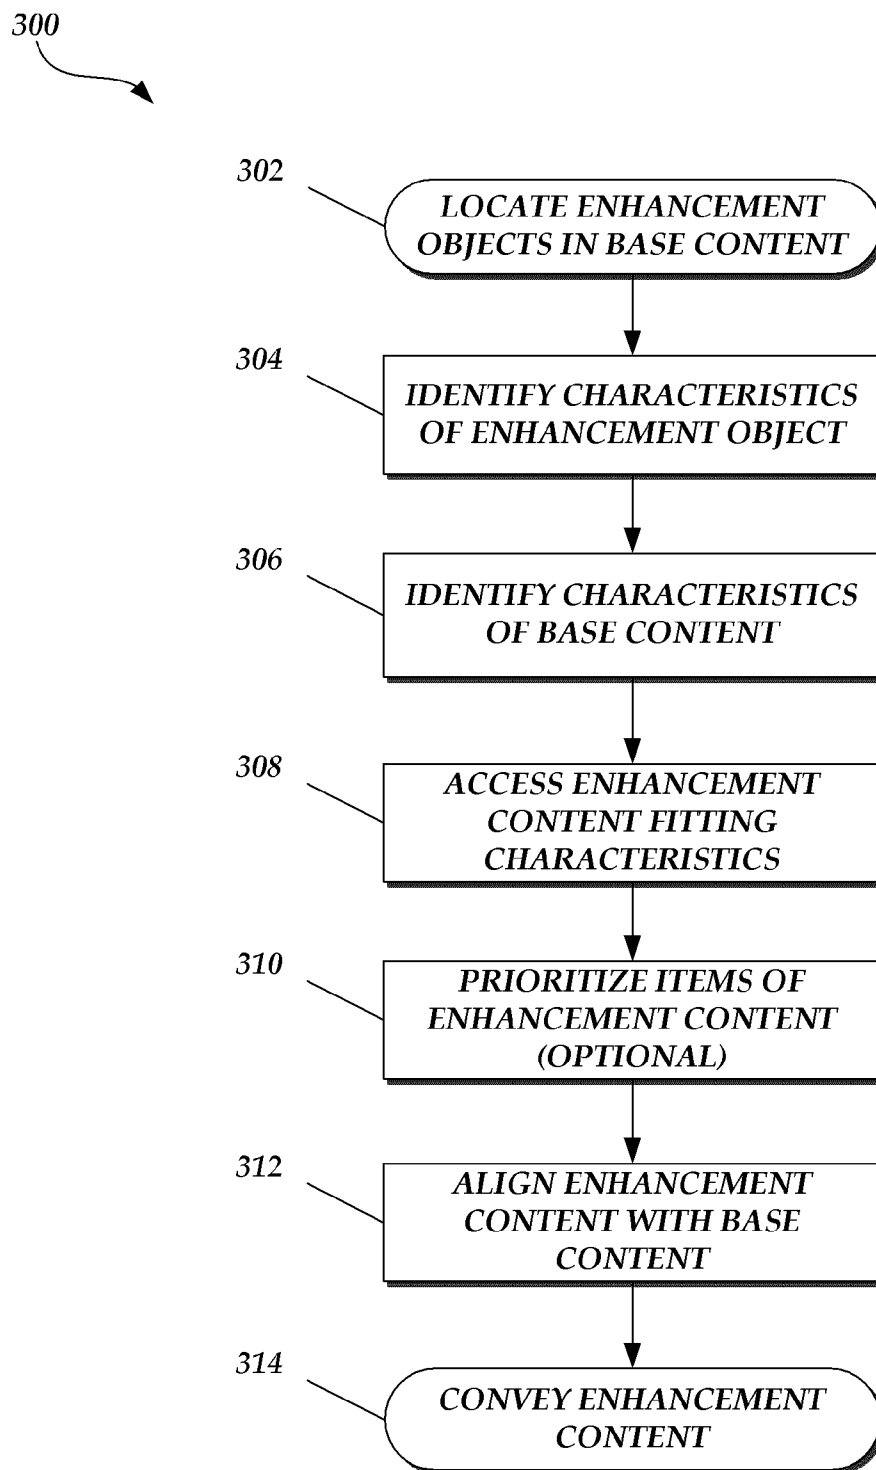 300
302
LOCATE ENHANCEMENT
OBJECTS IN BASE CONTENT
304
IDENTIFY CHARACTERISTICS
OF ENHANCEMENT OBJECT
306
IDENTIFY CHARACTERISTICS
OF BASE CONTENT
308
ACCESS ENHANCEMENT
CONTENT FITTING
CHARACTERISTICS
310
PRIORITIZE ITEMS OF
ENHANCEMENT CONTENT
(OPTIONAL)
312
ALIGN ENHANCEMENT
CONTENT WITH BASE
CONTENT
314
CONVEY ENHANCEMENT
CONTENT